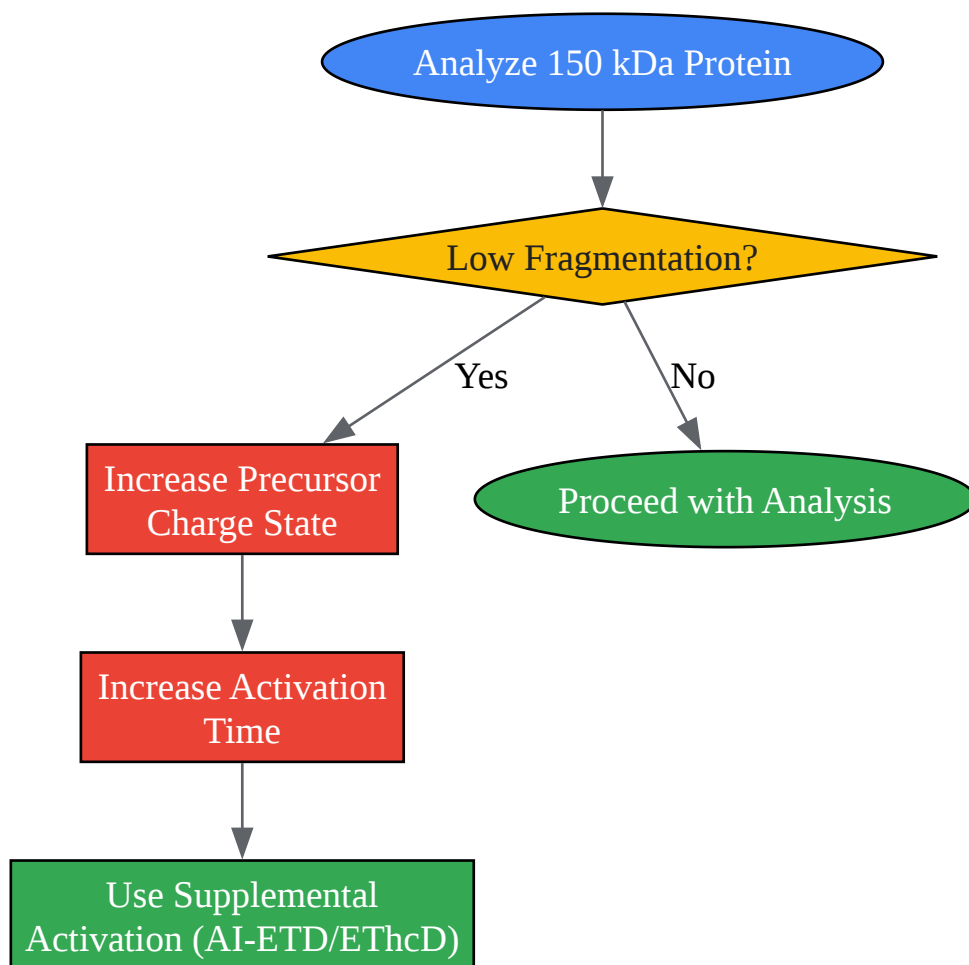 Analyze 150 kDa Protein
Low Fragmentation?
Yes
No
Increase Precursor
Charge State
Proceed with Analysis
Increase Activation
Time
Use Supplemental
Activation (AI-ETD/EThcD)